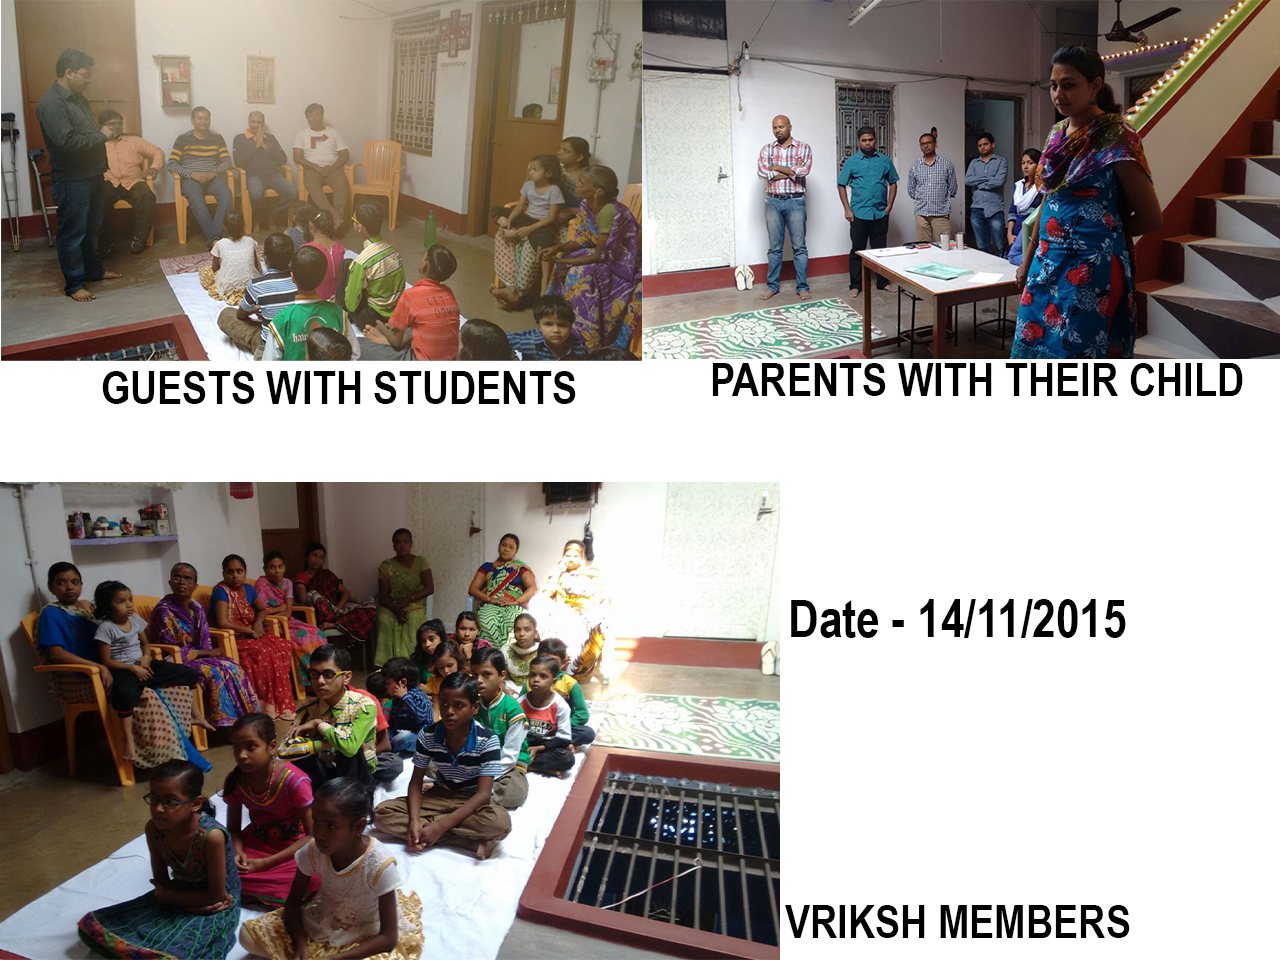 GUESTS WITH STUDENTS
PARENTS WITH THEIR CHILD
Date - 14/11/2015
VRIKSH MEMBERS